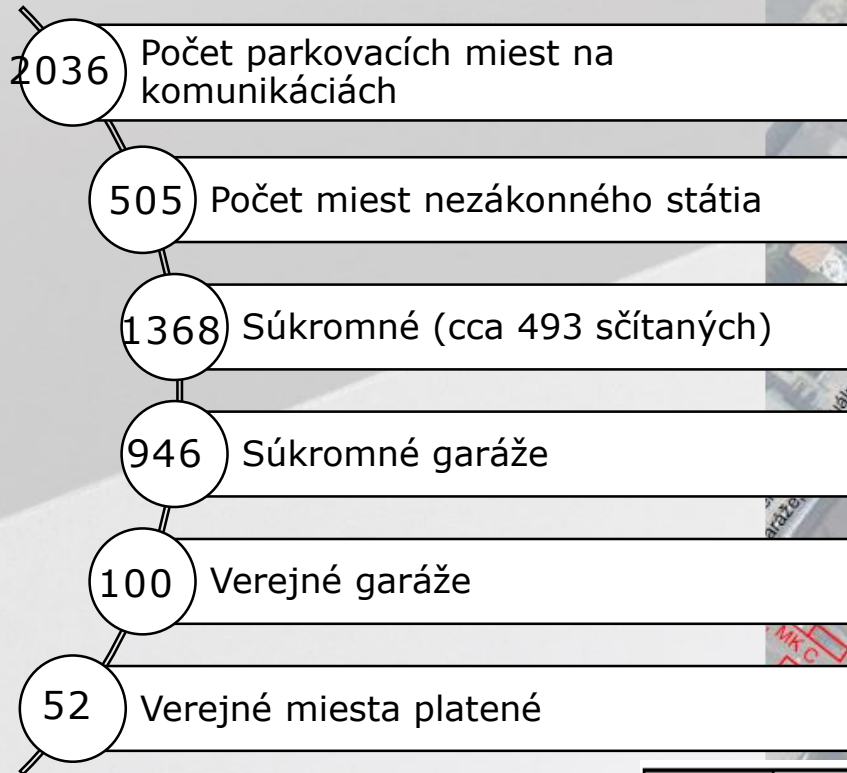 2036
Počet parkovacích miest na
komunikáciách
505
Počet miest nezákonného státia
1368
Súkromné (cca 493 sčítaných)
946
Súkromné garáže
100
Verejné garáže
MK C
52
Verejné miesta platené